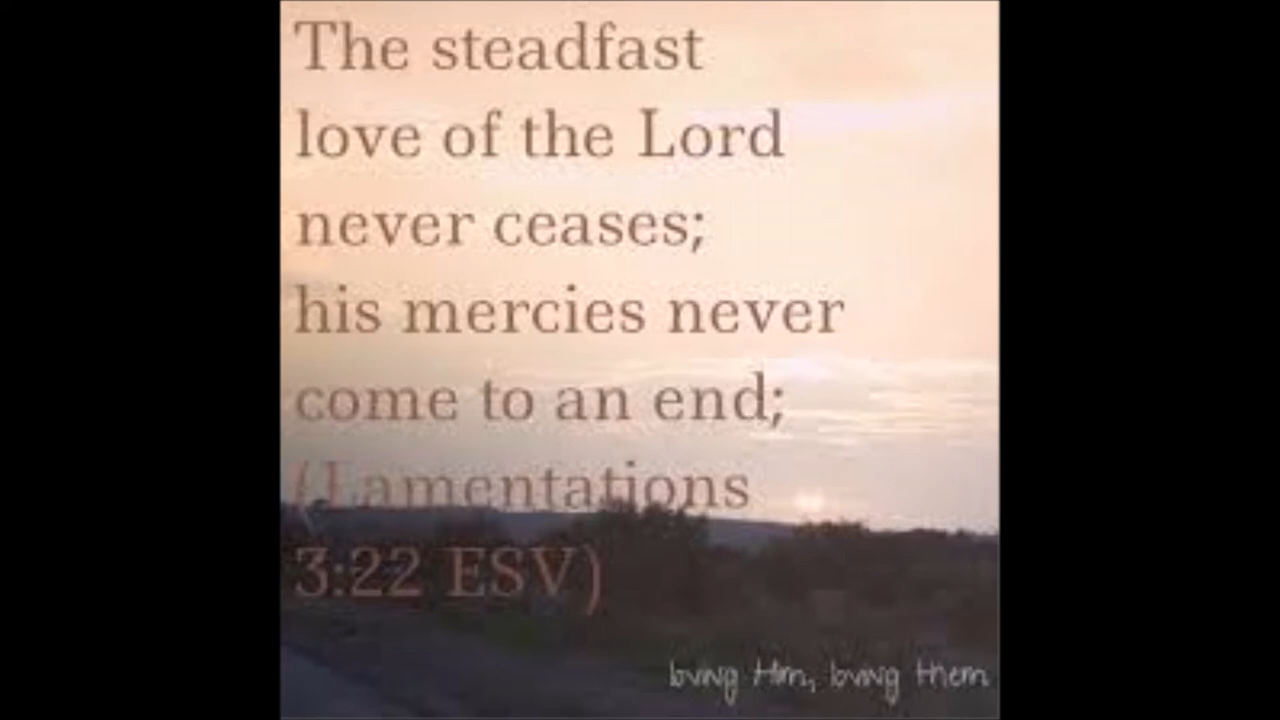 The steadfast
love of the Lord
never ceases;
his mercies never
come to an end;
(Lamentations
3:22 ESV)
loving Him, loving them